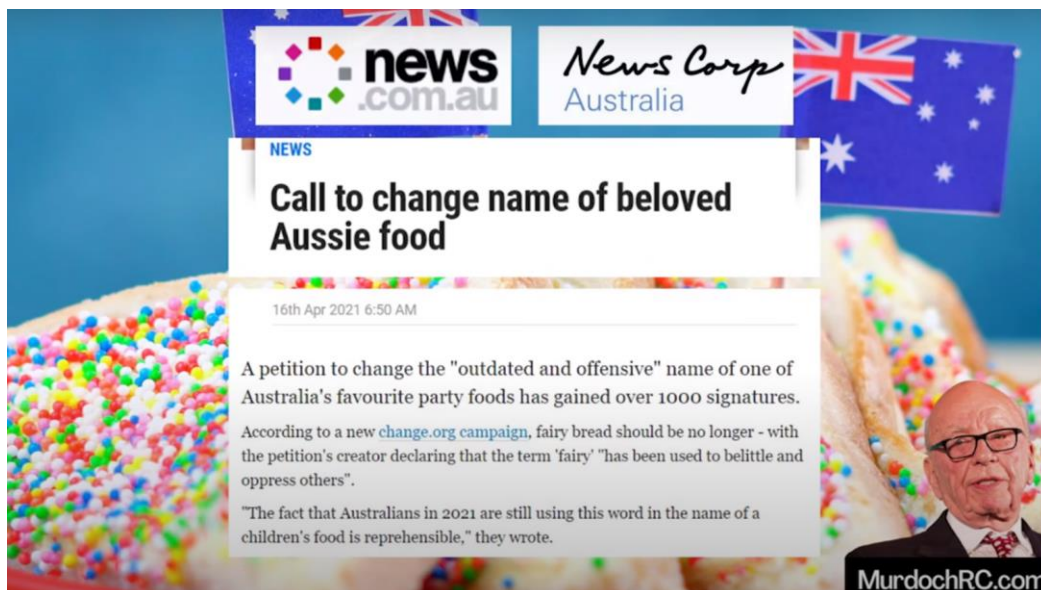 news
.com.au
News Corp
Australia
NEWS
Call to change name of beloved
Aussie food
16th Apr 2021 6:50 AM
A petition to change the "outdated and offensive" name of one of
Australia's favourite party foods has gained over 1000 signatures.
According to a new change.org campaign, fairy bread should be no longer - with
the petition's creator declaring that the term 'fairy' "has been used to belittle and
oppress others".
"The fact that Australians in 2021 are still using this word in the name of a
children's food is reprehensible," they wrote.
MurdochRC.com